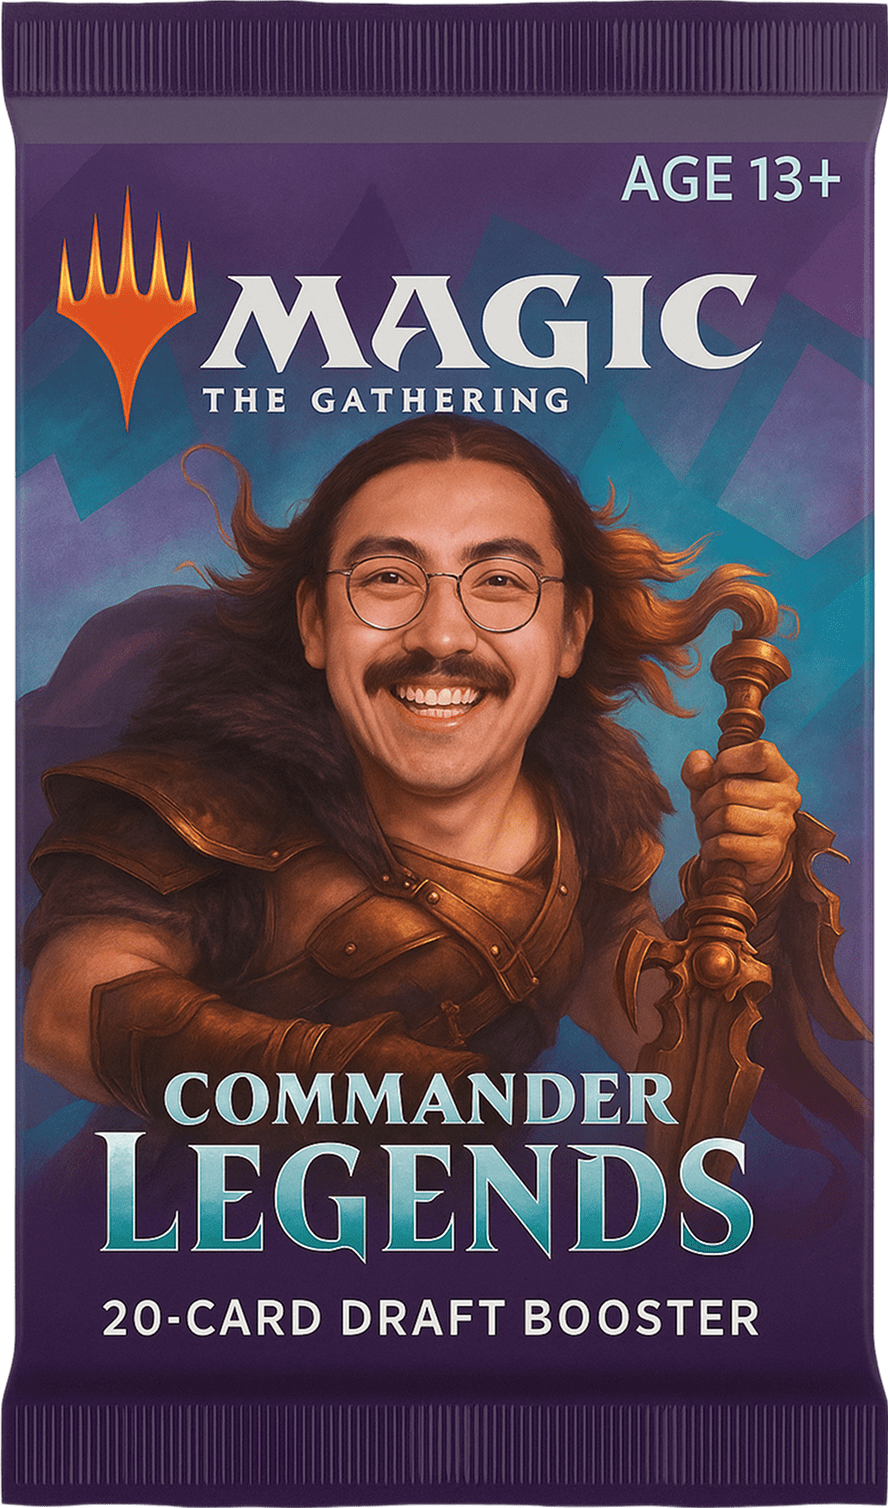 AGE 13+
MAGIC
THE GATHERING
COMMANDER
LEGENDS
20-CARD DRAFT BOOSTER